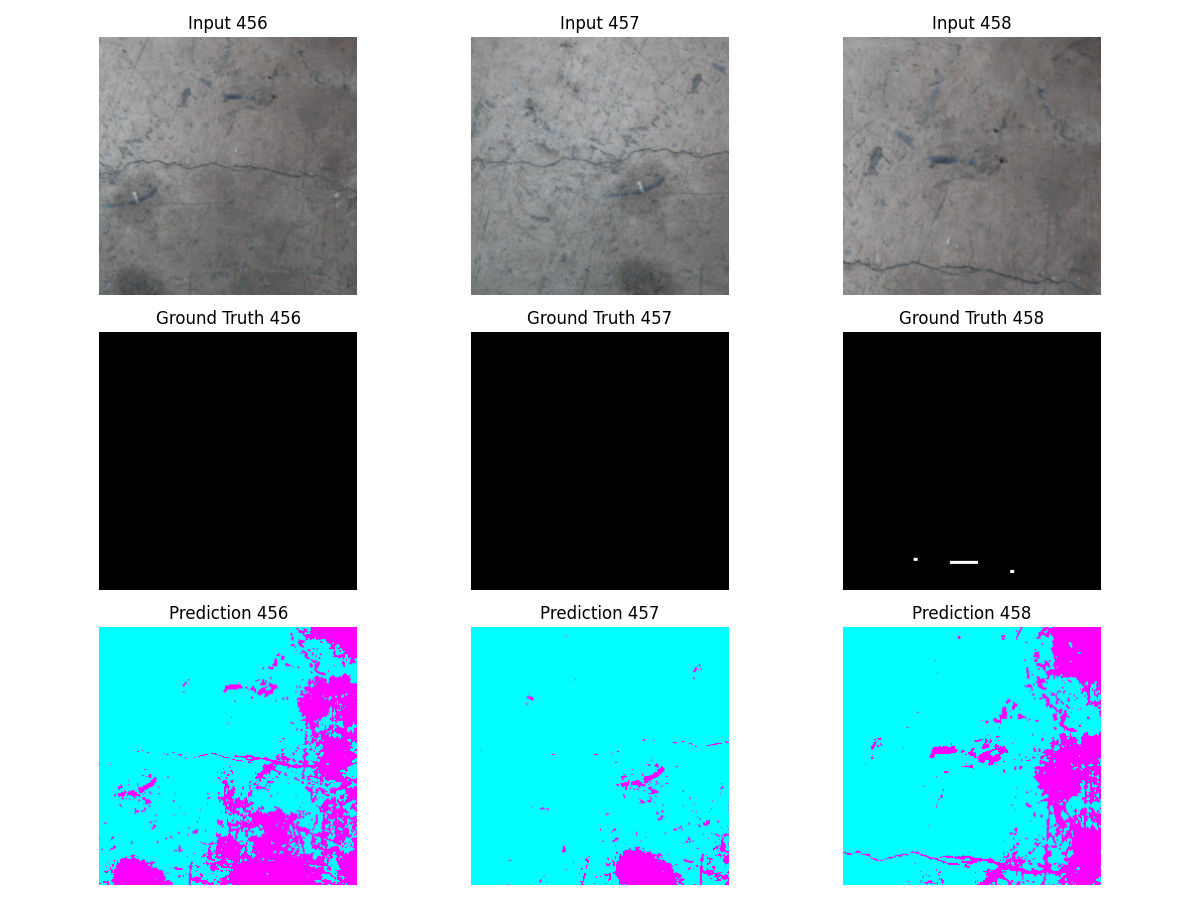 Input 456
Input 457
Input 458
Ground Truth 456
Ground Truth 457
Ground Truth 458
Prediction 456
Prediction 457
Prediction 458